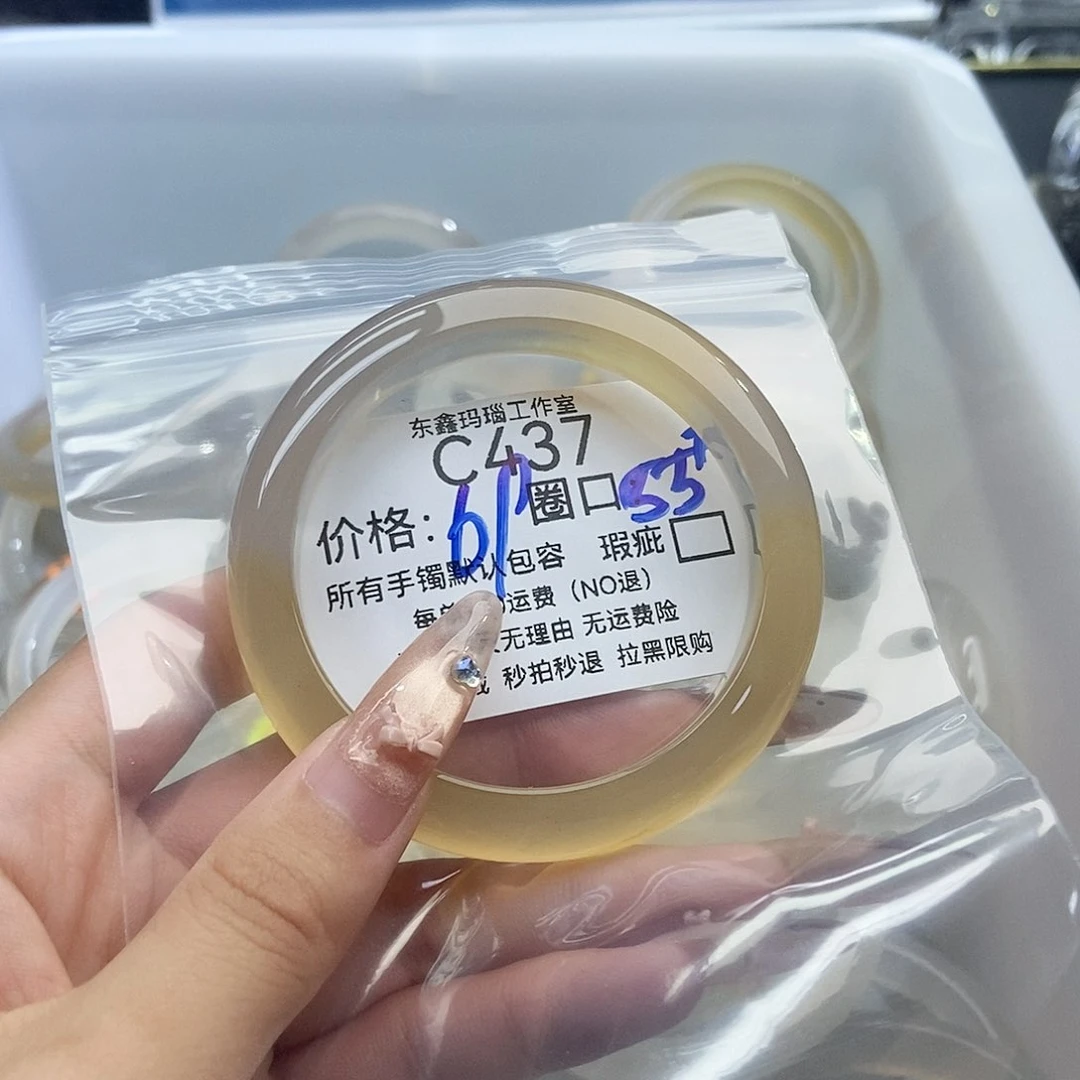 东鑫玛瑙工作室
C437
价格: 圈口55+
所有手镯默认包容 瑕疵
运费（NO退）
无理由 无运费险
秒拍秒退 拉黑限购